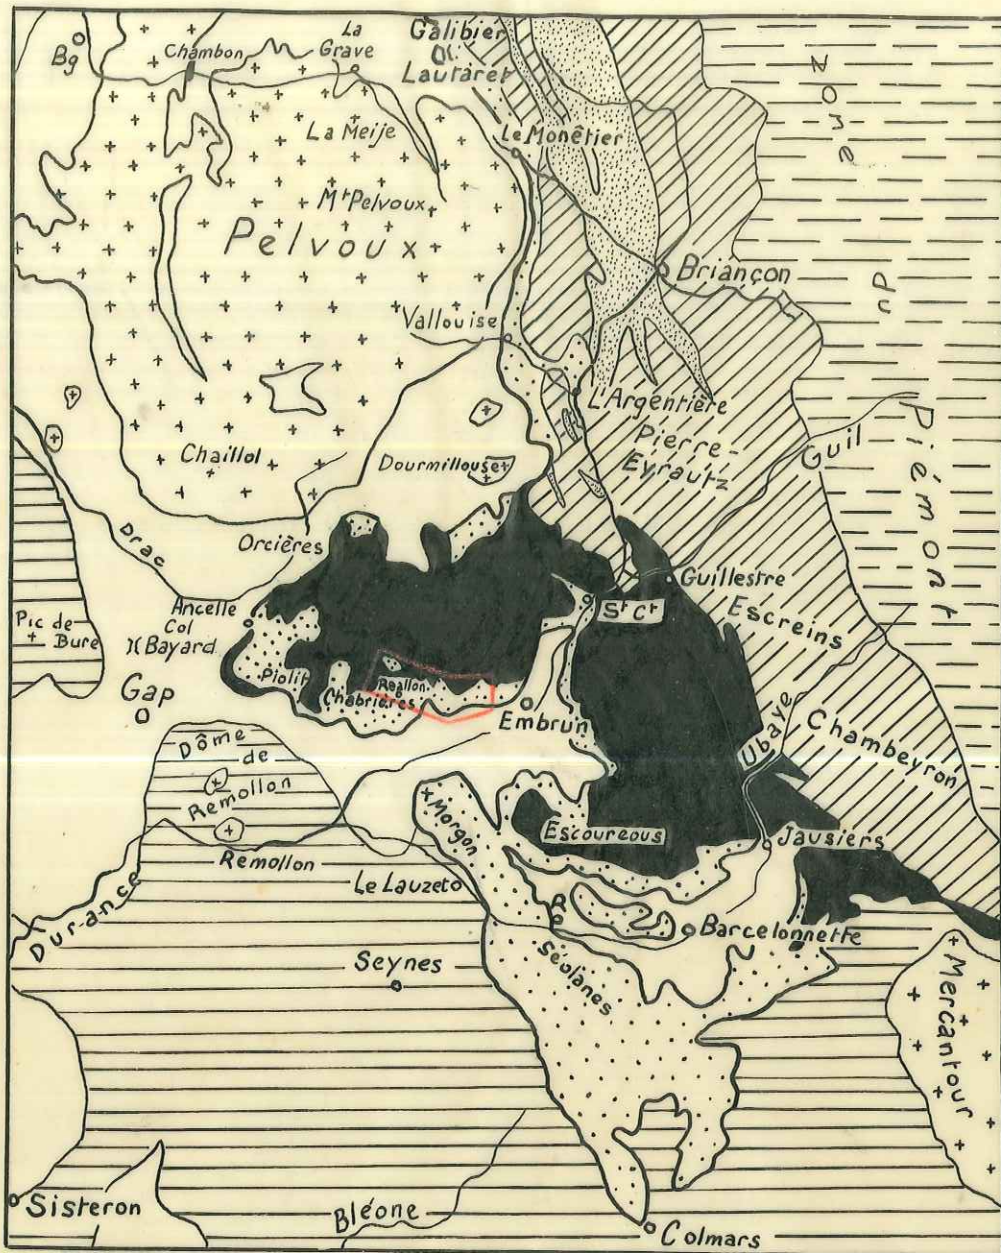 Bg
Chambon
La
Grave
Galibier
Lautaret
La Meije
Le Monêtier
Mt Pelvoux
Pelvoux
zone
du
Piémont
Briançon
Vallouise
L'Argentière
Pierre-
Eyrautz
Guil
Chaillol
Dourmillouse
Drac
Orcières
Guillestre
St Ct
Escreins
Ancelle
Col
Bayard
Pic de
Bure
Gap
Piolit
Chabrières
Réallon
Embrun
Ubaye
Chambeyron
Dôme
de
Remollon
Remollon
Morgon
Escoureous
Jausiers
Le Lauzet
Durance
R
Barcelonnette
Seynes
Séolanes
Mercantour
Sisteron
Bléone
Colmars